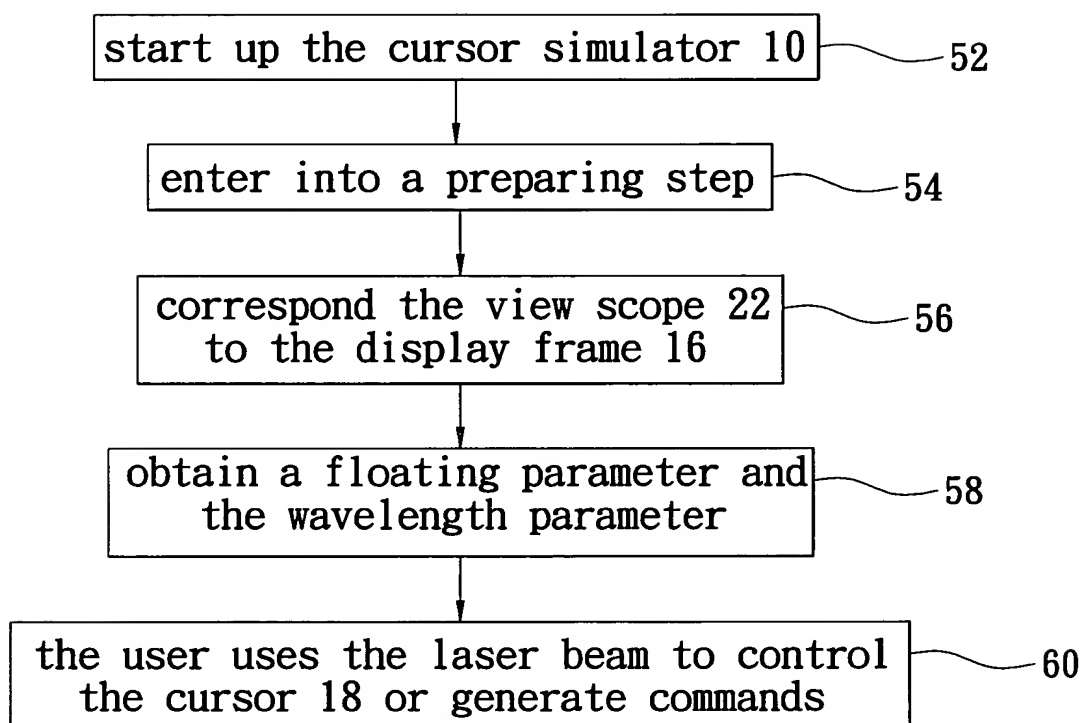 start up the cursor simulator 10
52
enter into a preparing step
54
correspond the view scope 22
to the display frame 16
56
obtain a floating parameter and
the wavelength parameter
58
the user uses the laser beam to control
the cursor 18 or generate commands
60